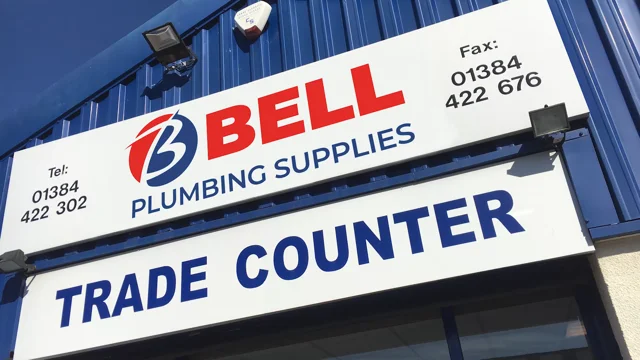 Tel:
01384
422 302
B BELL
PLUMBING SUPPLIES
Fax:
01384
422 676
TRADE COUNTER